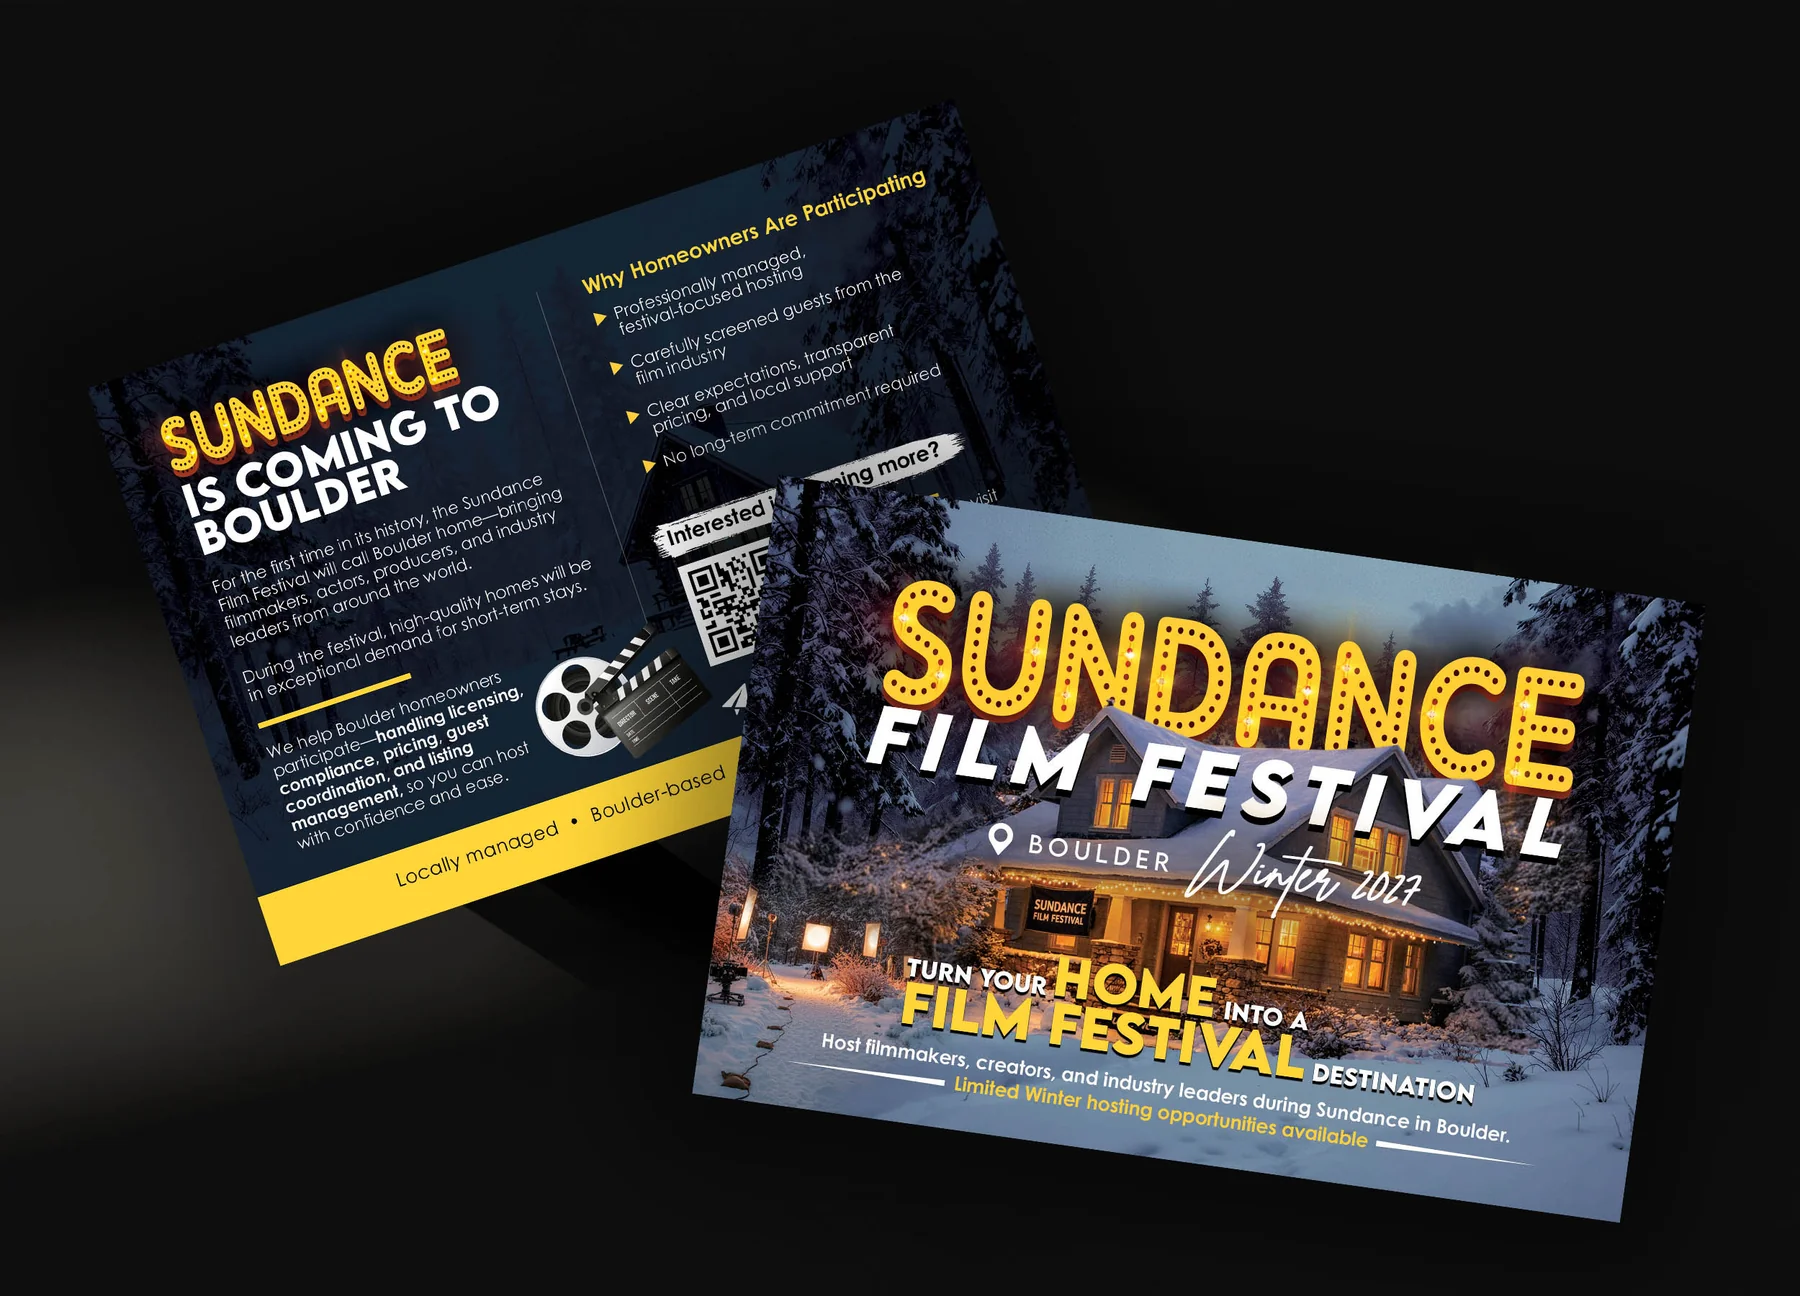 SUNDANCE
IS COMING TO
BOULDER
For the first time in its history, the Sundance
Film Festival will call Boulder home—bringing
filmmakers, actors, producers, and industry
leaders from around the world.
During the festival, high-quality homes will be
in exceptional demand for short-term stays.
We help Boulder homeowners
participate—handling licensing,
compliance, pricing, guest
coordination, and listing
management, so you can host
with confidence and ease.
Why Homeowners Are Participating
Professionally managed,
festival-focused hosting
Carefully screened guests from the
film industry
Clear expectations, transparent
pricing, and local support
No long-term commitment required
Interested
more?
visit
DIRECTOR SCENE TAKE
Locally managed • Boulder-based
SUNDANCE
FILM FESTIVAL
BOULDER Winter 2027
SUNDANCE
FILM FESTIVAL
TURN YOUR HOME INTO A
FILM FESTIVAL DESTINATION
Host filmmakers, creators, and industry leaders during Sundance in Boulder.
Limited Winter hosting opportunities available